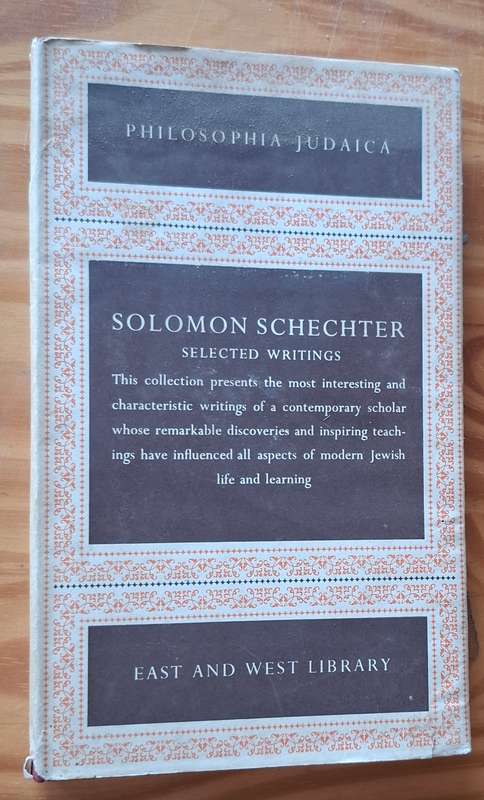 PHILOSOPHIA JUDAICA
SOLOMON SCHECHTER
SELECTED WRITINGS
This collection presents the most interesting and
characteristic writings of a contemporary scholar
whose remarkable discoveries and inspiring teach-
ings have influenced all aspects of modern Jewish
life and learning
EAST AND WEST LIBRARY